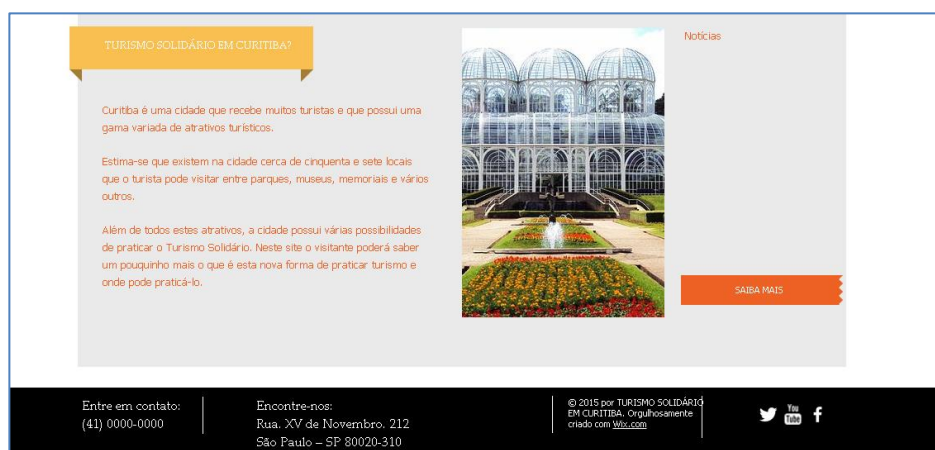 TURISMO SOLIDÁRIO EM CURITIBA?
Curitiba é uma cidade que recebe muitos turistas e que possui uma
gama variada de atrativos turísticos.
Estima-se que existem na cidade cerca de cinquenta e sete locais
que o turista pode visitar entre parques, museus, memoriais e vários
outros.
Além de todos estes atrativos, a cidade possui várias possibilidades
de praticar o Turismo Solidário. Neste site o visitante poderá saber
um pouquinho mais o que é esta nova forma de praticar turismo e
onde pode praticá-lo.
Notícias
SAIBA MAIS
Entre em contato:
(41) 0000-0000
Encontre-nos:
Rua. XV de Novembro. 212
São Paulo – SP 80020-310
© 2015 por TURISMO SOLIDÁRIO
EM CURITIBA. Orgulhosamente
criado com Wix.com
You
Tube